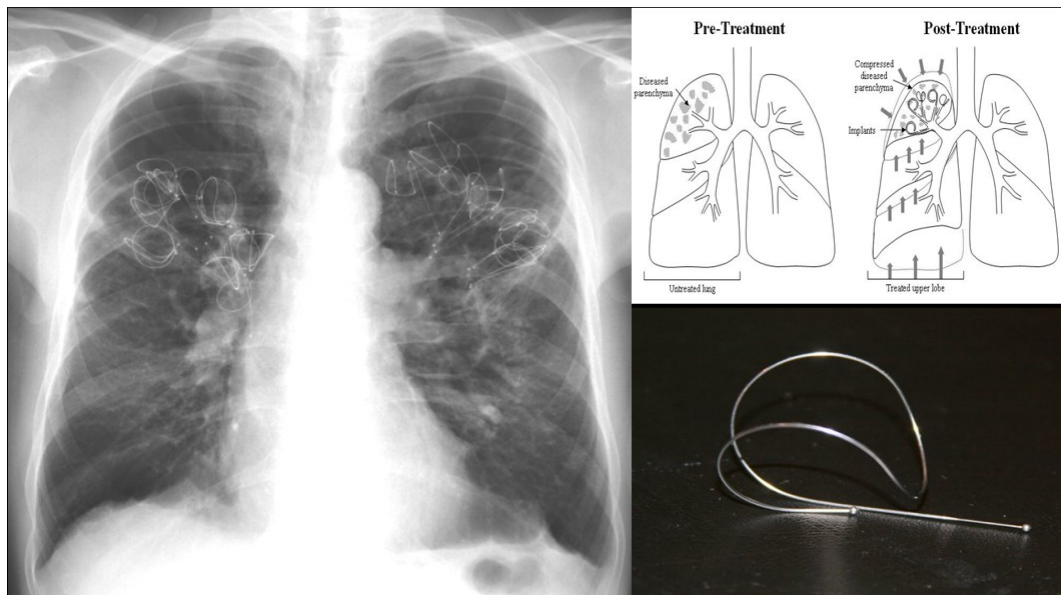 Pre-Treatment
Post-Treatment
Diseased
parenchyma
Compressed
diseased
parenchyma
Implants
Untreated lung
Treated upper lobe